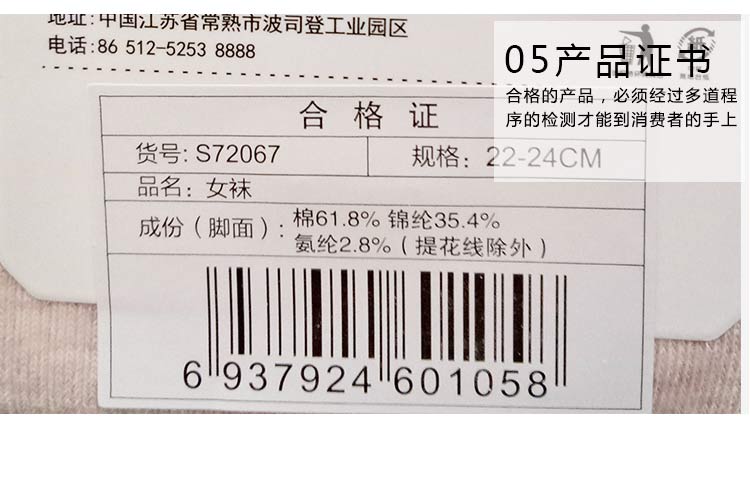 地址:中国江苏省常熟市波司登工业园区
电话:86 512-5253 8888
05产品证书
合格的产品，必须经过多道程
序的检测才能到消费者的手上
合格证
货号: S72067
规格: 22-24CM
品名: 女袜
成份（脚面）: 棉61.8% 锦纶35.4%
氨纶2.8%（提花线除外）
6 937924 601058